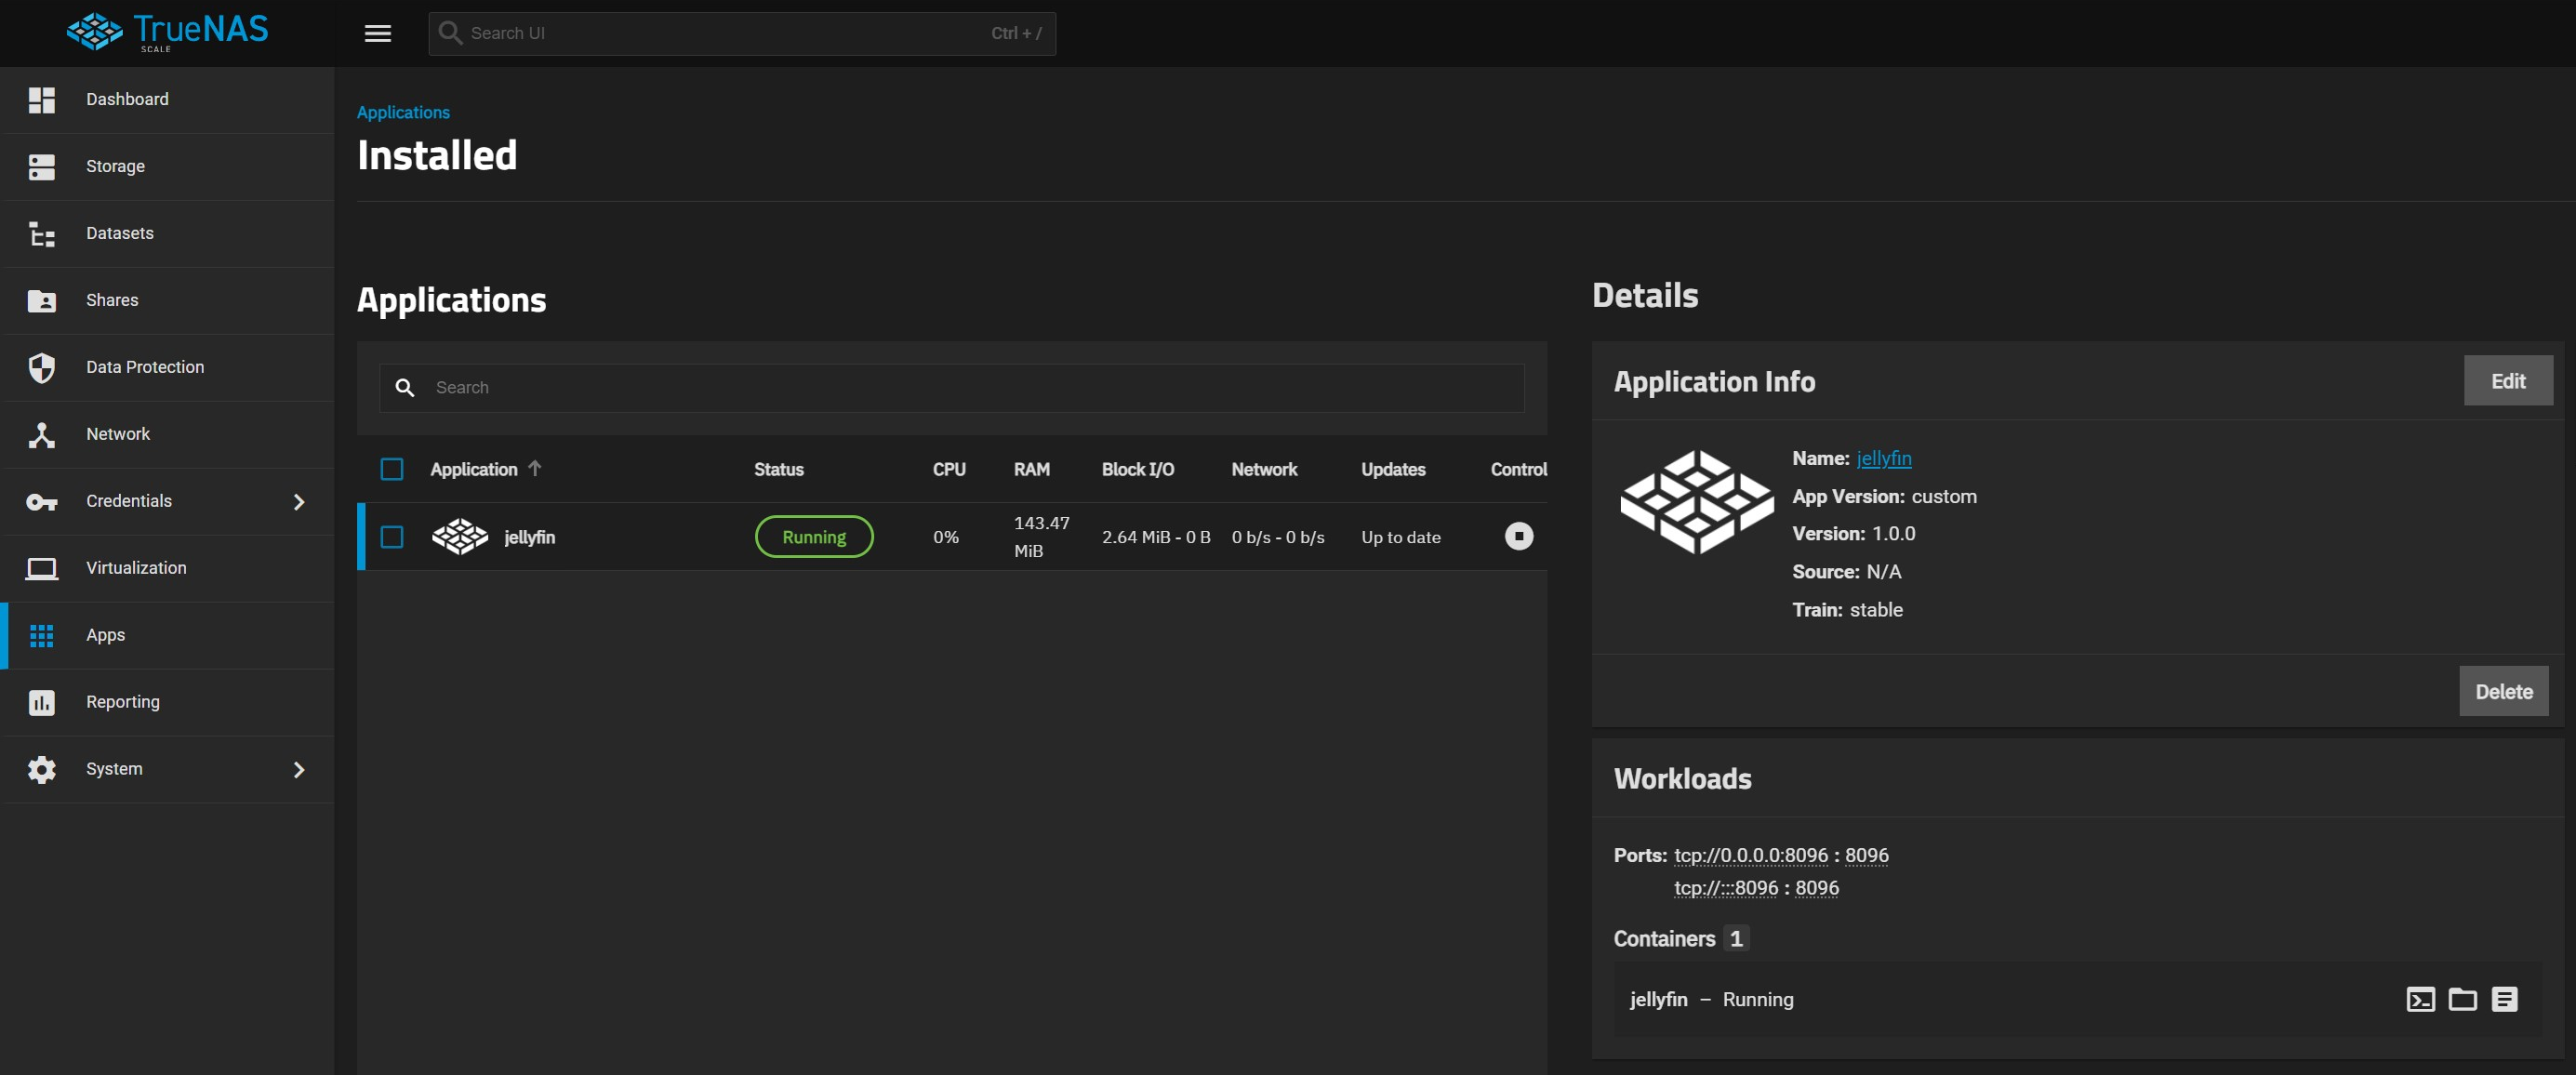 TrueNAS
SCALE
Search UI
Ctrl + /
Dashboard
Storage
Datasets
Shares
Data Protection
Network
Credentials
Virtualization
Apps
Reporting
System
Applications
Installed
Applications
Search
Application Status CPU RAM Block I/O Network Updates Control
jellyfin Running 0% 143.47 MiB 2.64 MiB - 0 B 0 b/s - 0 b/s Up to date
Details
Application Info
Edit
Name: jellyfin
App Version: custom
Version: 1.0.0
Source: N/A
Train: stable
Delete
Workloads
Ports: tcp://0.0.0.0:8096 : 8096
tcp://:::8096 : 8096
Containers 1
jellyfin – Running